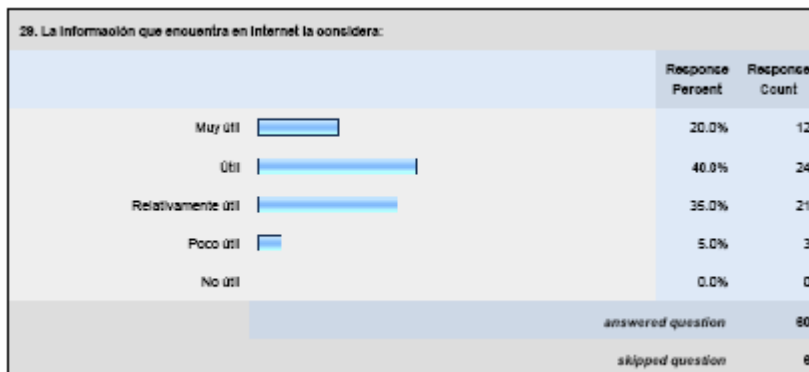 29. La información que encuentra en Internet la considera:
Response Percent
Response Count
Muy útil 20.0% 12
Útil 40.0% 24
Relativamente útil 35.0% 21
Poco útil 5.0% 3
No útil 0.0% 0
answered question 60
skipped question 6